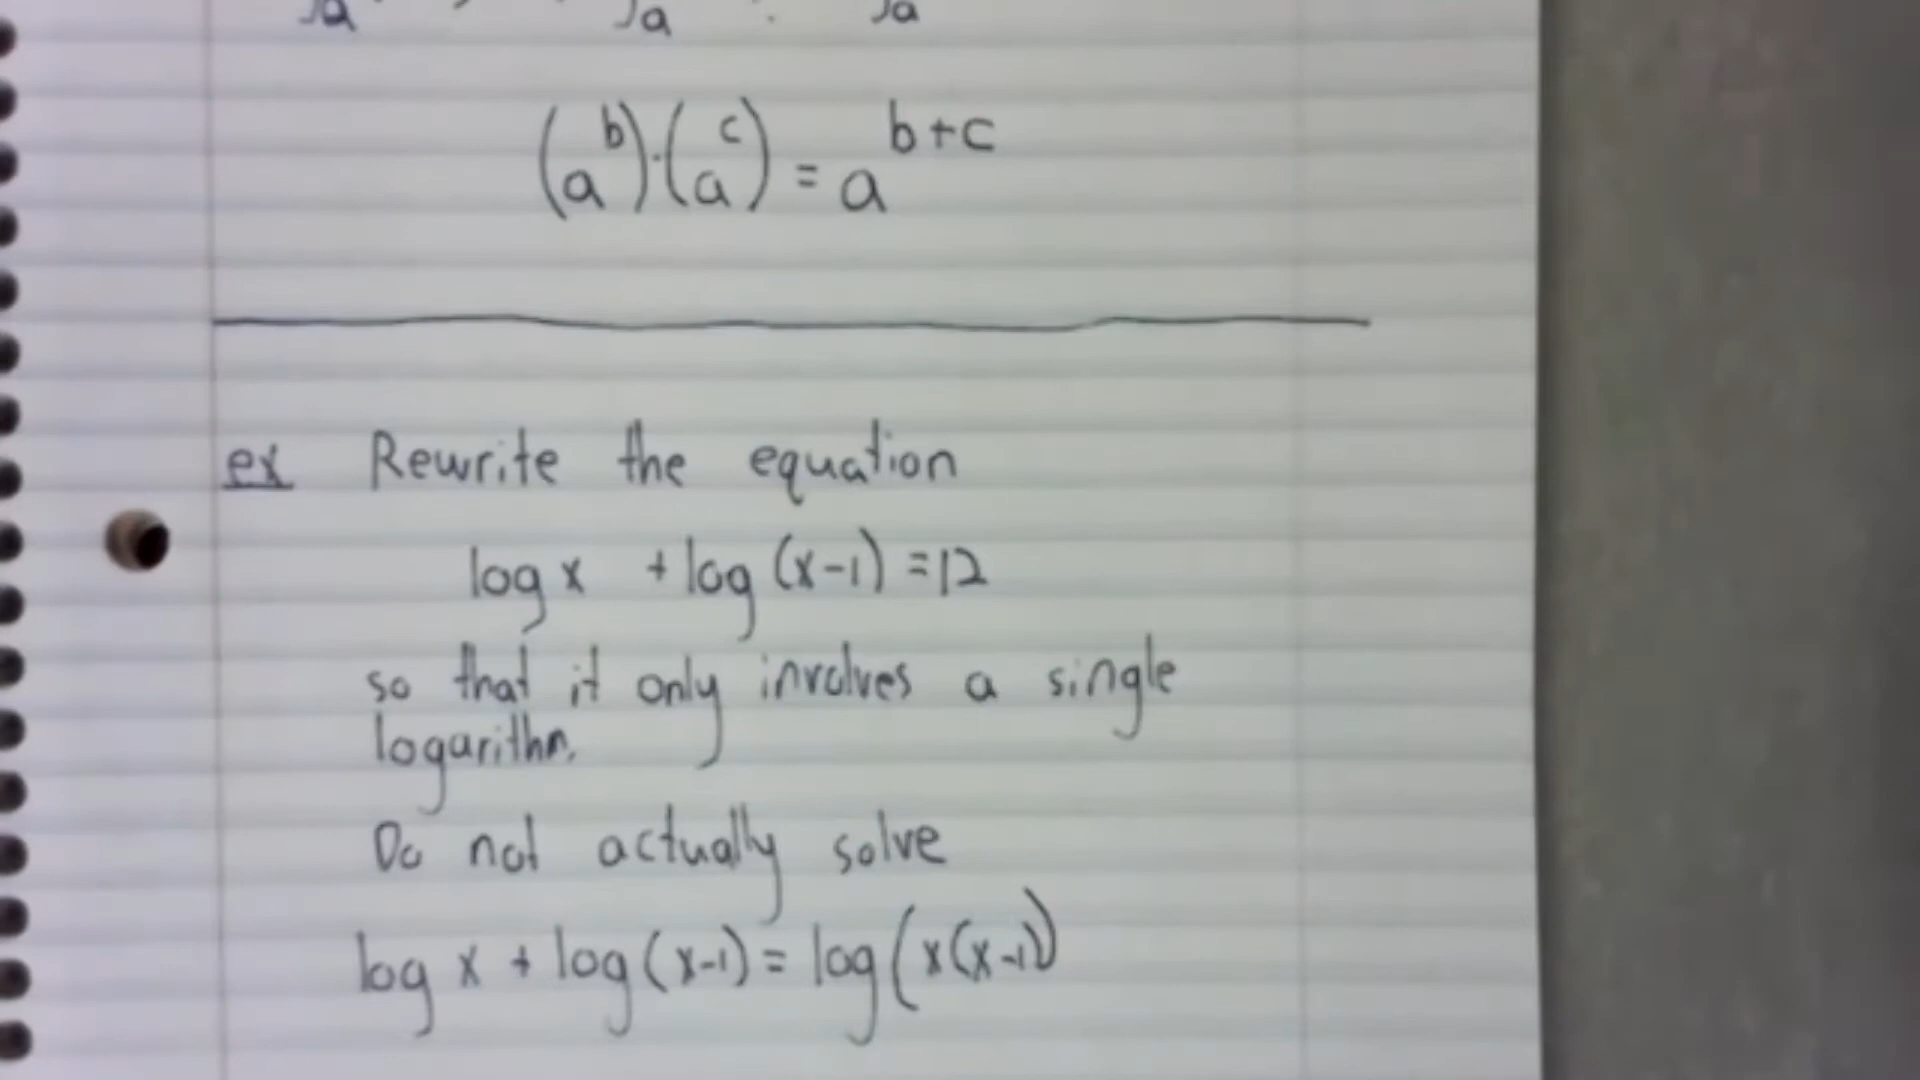 (a^b)·(a^c) = a^(b+c)
ex Rewrite the equation
log x + log (x-1) = 12
so that it only involves a single
logarithm.
Do not actually solve
log x + log (x-1) = log (x(x-1))